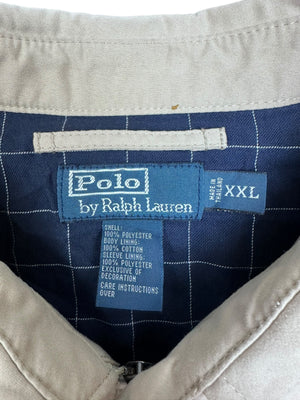 Polo
by Ralph Lauren
MADE IN
THAILAND
XXL
SHELL:
100% POLYESTER
BODY LINING:
100% COTTON
SLEEVE LINING:
100% POLYESTER
EXCLUSIVE OF
DECORATION
CARE INSTRUCTIONS
OVER